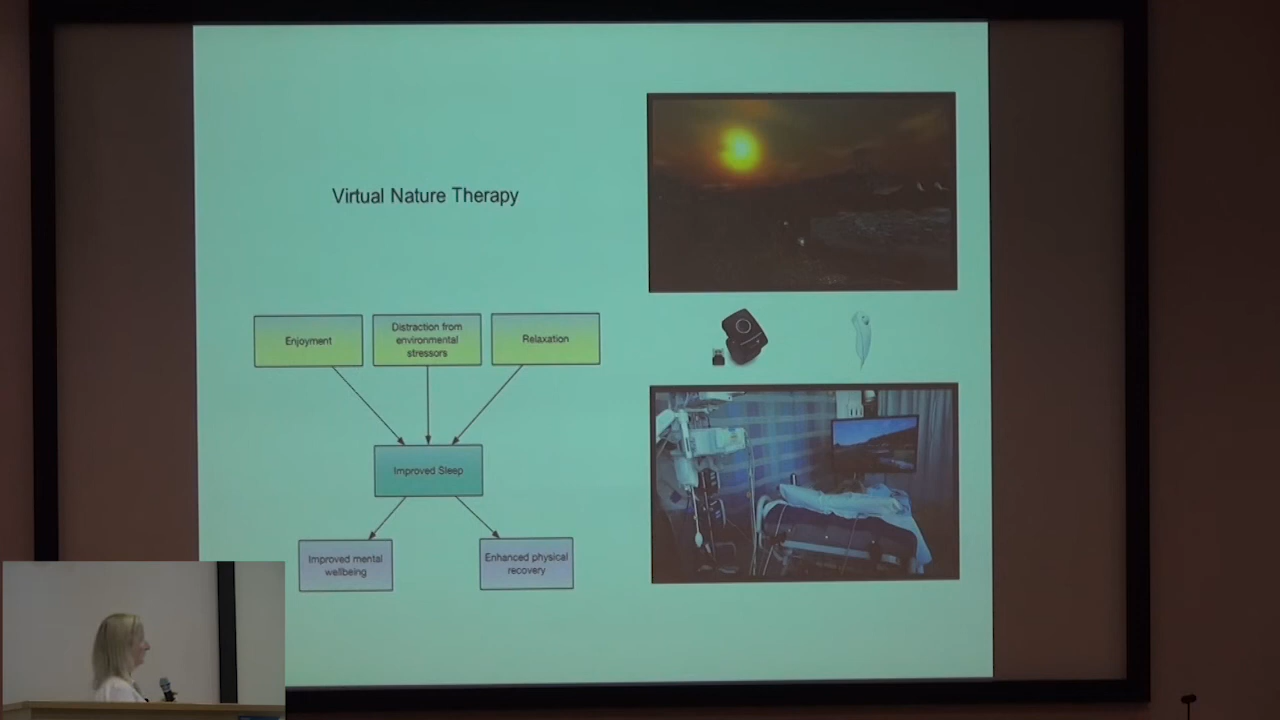 Virtual Nature Therapy
Enjoyment
Distraction from
environmental
stressors
Relaxation
Improved Sleep
Improved mental
wellbeing
Enhanced physical
recovery